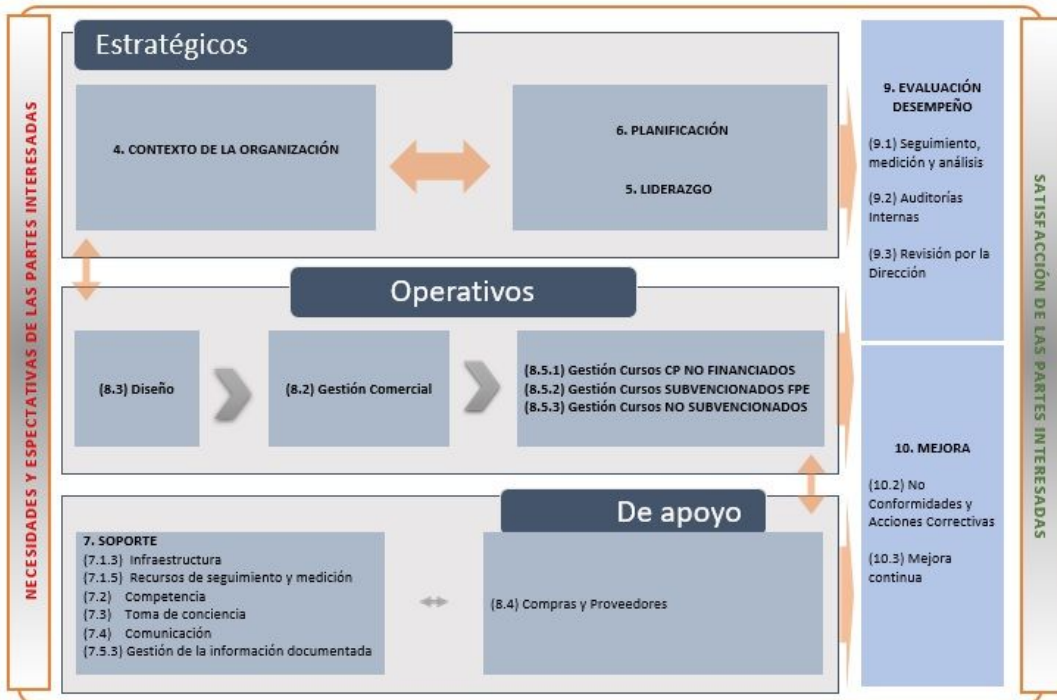 NECESIDADES Y ESPECTATIVAS DE LAS PARTES INTERESADAS
Estratégicos
4. CONTEXTO DE LA ORGANIZACIÓN
6. PLANIFICACIÓN
5. LIDERAZGO
Operativos
(8.3) Diseño
(8.2) Gestión Comercial
(8.5.1) Gestión Cursos CP NO FINANCIADOS
(8.5.2) Gestión Cursos SUBVENCIONADOS FPE
(8.5.3) Gestión Cursos NO SUBVENCIONADOS
De apoyo
7. SOPORTE
(7.1.3) Infraestructura
(7.1.5) Recursos de seguimiento y medición
(7.2) Competencia
(7.3) Toma de conciencia
(7.4) Comunicación
(7.5.3) Gestión de la información documentada
(8.4) Compras y Proveedores
9. EVALUACIÓN
DESEMPEÑO
(9.1) Seguimiento,
medición y análisis
(9.2) Auditorías
Internas
(9.3) Revisión por la
Dirección
10. MEJORA
(10.2) No
Conformidades y
Acciones Correctivas
(10.3) Mejora
continua
SATISFACCIÓN DE LAS PARTES INTERESADAS